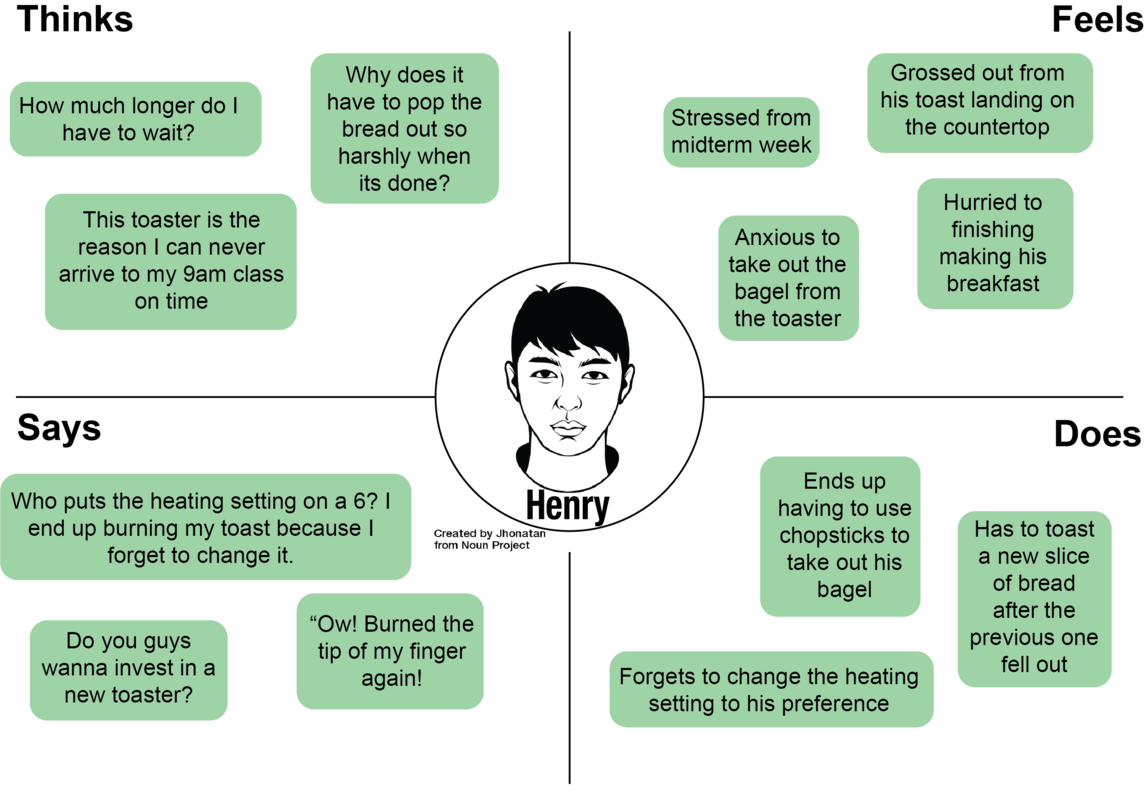 Thinks
How much longer do I
have to wait?
Why does it
have to pop the
bread out so
harshly when
its done?
This toaster is the
reason I can never
arrive to my 9am class
on time
Feels
Stressed from
midterm week
Grossed out from
his toast landing on
the countertop
Anxious to
take out the
bagel from
the toaster
Hurried to
finishing
making his
breakfast
Henry
Created by Jhonatan
from Noun Project
Says
Who puts the heating setting on a 6? I
end up burning my toast because I
forget to change it.
Do you guys
wanna invest in a
new toaster?
“Ow! Burned the
tip of my finger
again!
Does
Ends up
having to use
chopsticks to
take out his
bagel
Has to toast
a new slice
of bread
after the
previous one
fell out
Forgets to change the heating
setting to his preference